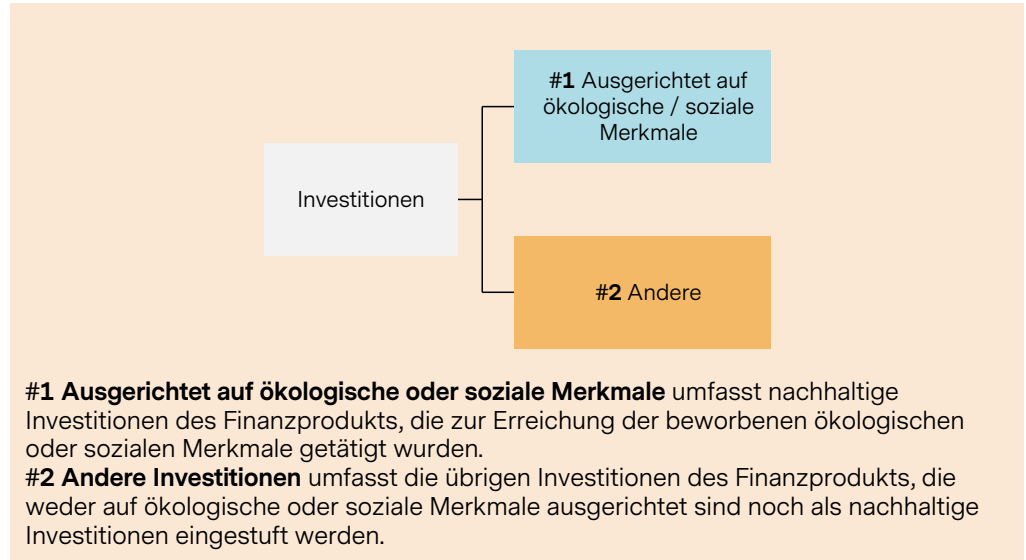 #1 Ausgerichtet auf
ökologische / soziale
Merkmale
Investitionen
#2 Andere
#1 Ausgerichtet auf ökologische oder soziale Merkmale umfasst nachhaltige
Investitionen des Finanzprodukts, die zur Erreichung der beworbenen ökologischen
oder sozialen Merkmale getätigt wurden.
#2 Andere Investitionen umfasst die übrigen Investitionen des Finanzprodukts, die
weder auf ökologische oder soziale Merkmale ausgerichtet sind noch als nachhaltige
Investitionen eingestuft werden.